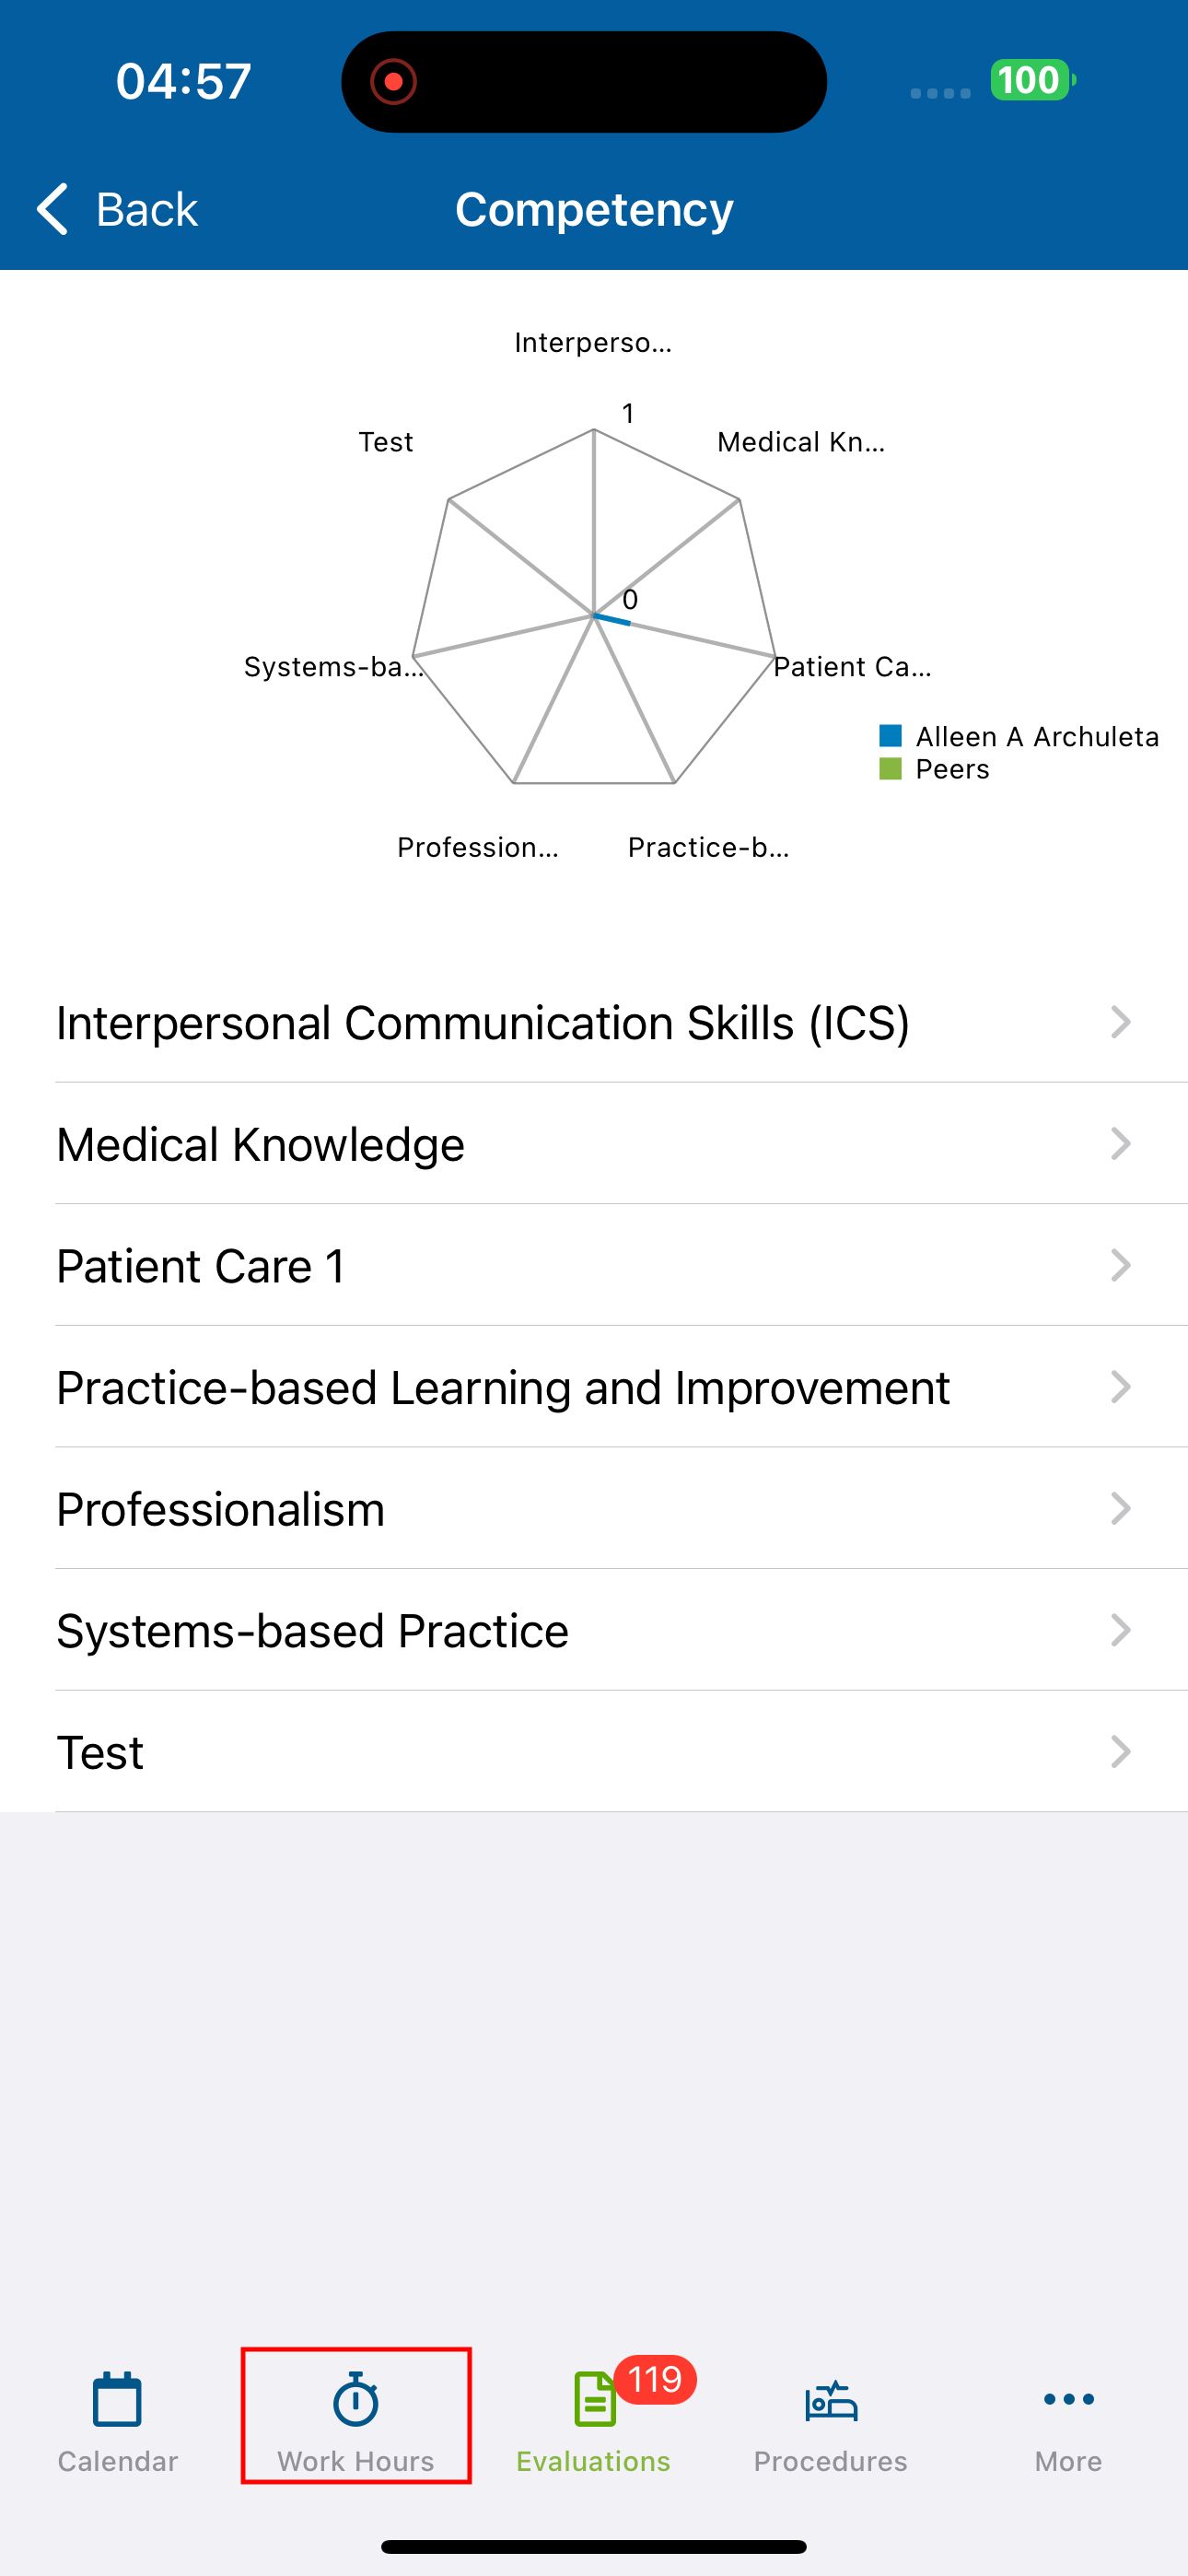 04:57
100
Back
Competency
Interperso...
1
Test
Medical Kn...
0
Systems-ba...
Patient Ca...
Alleen A Archuleta
Peers
Profession...
Practice-b...
Interpersonal Communication Skills (ICS)
Medical Knowledge
Patient Care 1
Practice-based Learning and Improvement
Professionalism
Systems-based Practice
Test
119
Calendar
Work Hours
Evaluations
Procedures
More